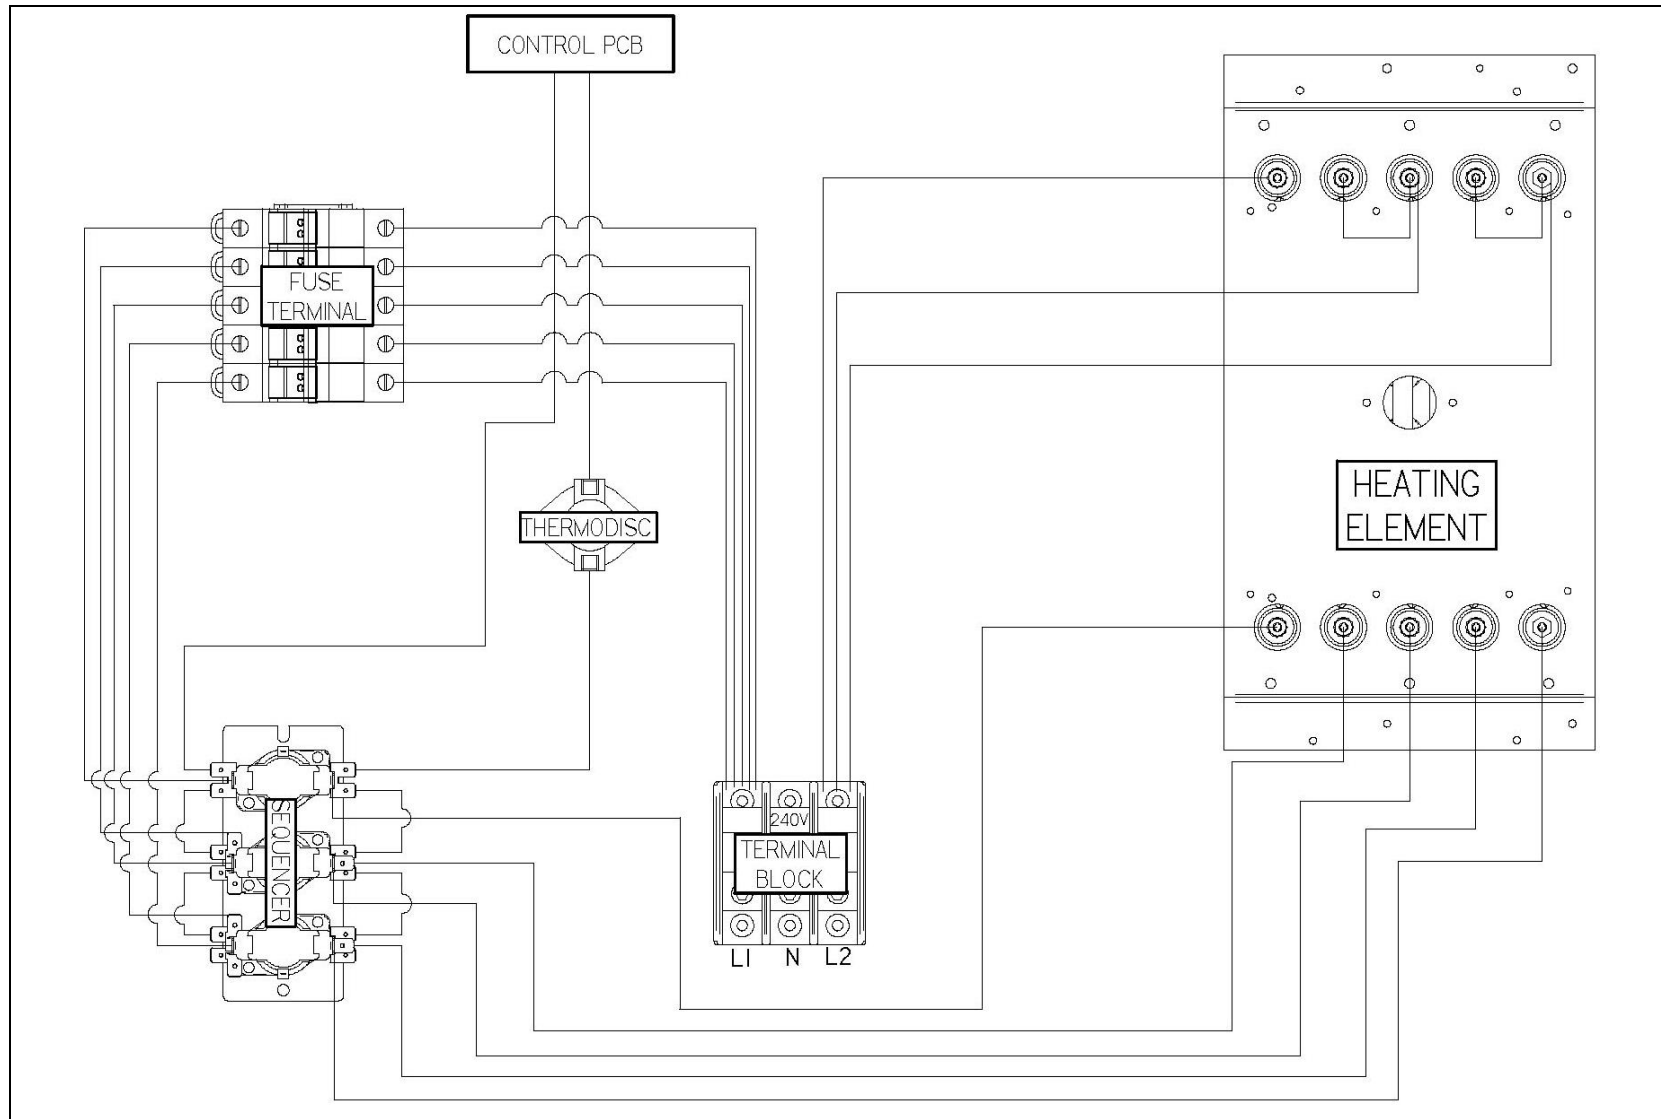 CONTROL PCB
FUSE
TERMINAL
HEATING
ELEMENT
THERMODISC
SEQUENCER
240V
TERMINAL
BLOCK
L1 N L2